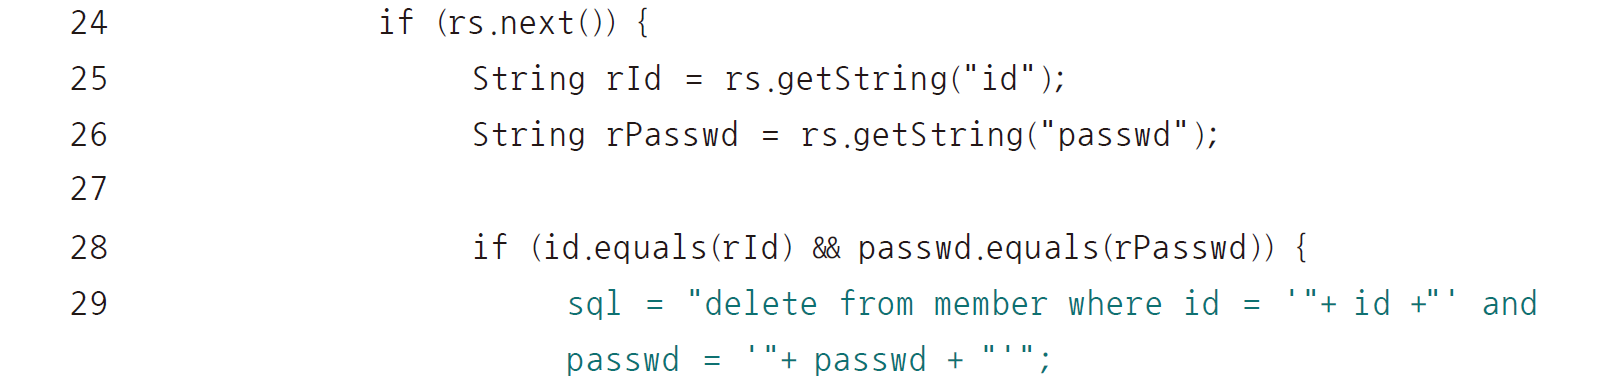 24 if (rs.next()) {
25 String rId = rs.getString("id");
26 String rPasswd = rs.getString("passwd");
27
28 if (id.equals(rId) && passwd.equals(rPasswd)) {
29 sql = "delete from member where id = '"+ id +"' and
passwd = '"+ passwd + "'";